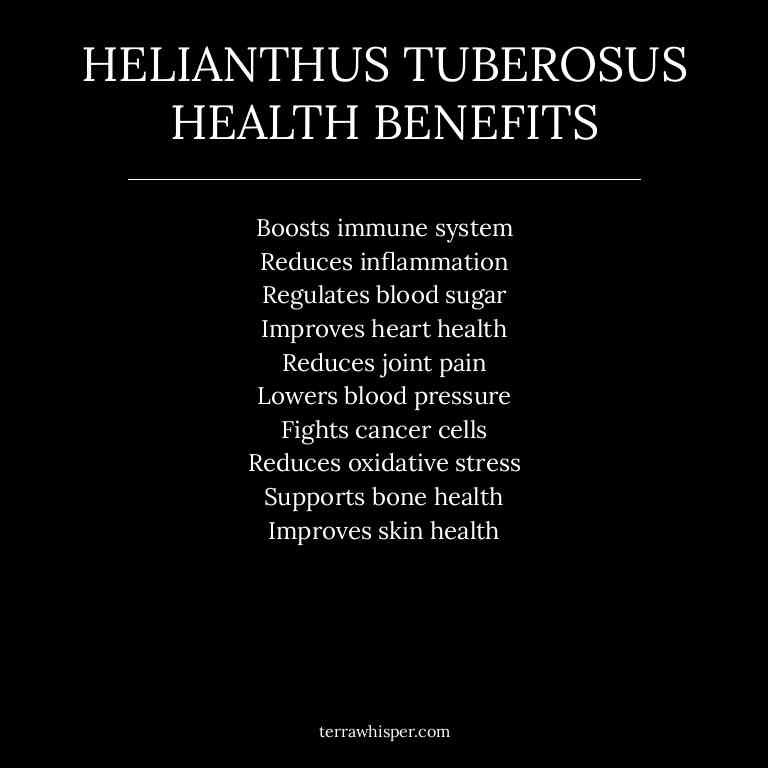 HELIANTHUS TUBEROSUS
HEALTH BENEFITS
Boosts immune system
Reduces inflammation
Regulates blood sugar
Improves heart health
Reduces joint pain
Lowers blood pressure
Fights cancer cells
Reduces oxidative stress
Supports bone health
Improves skin health
terrawhisper.com